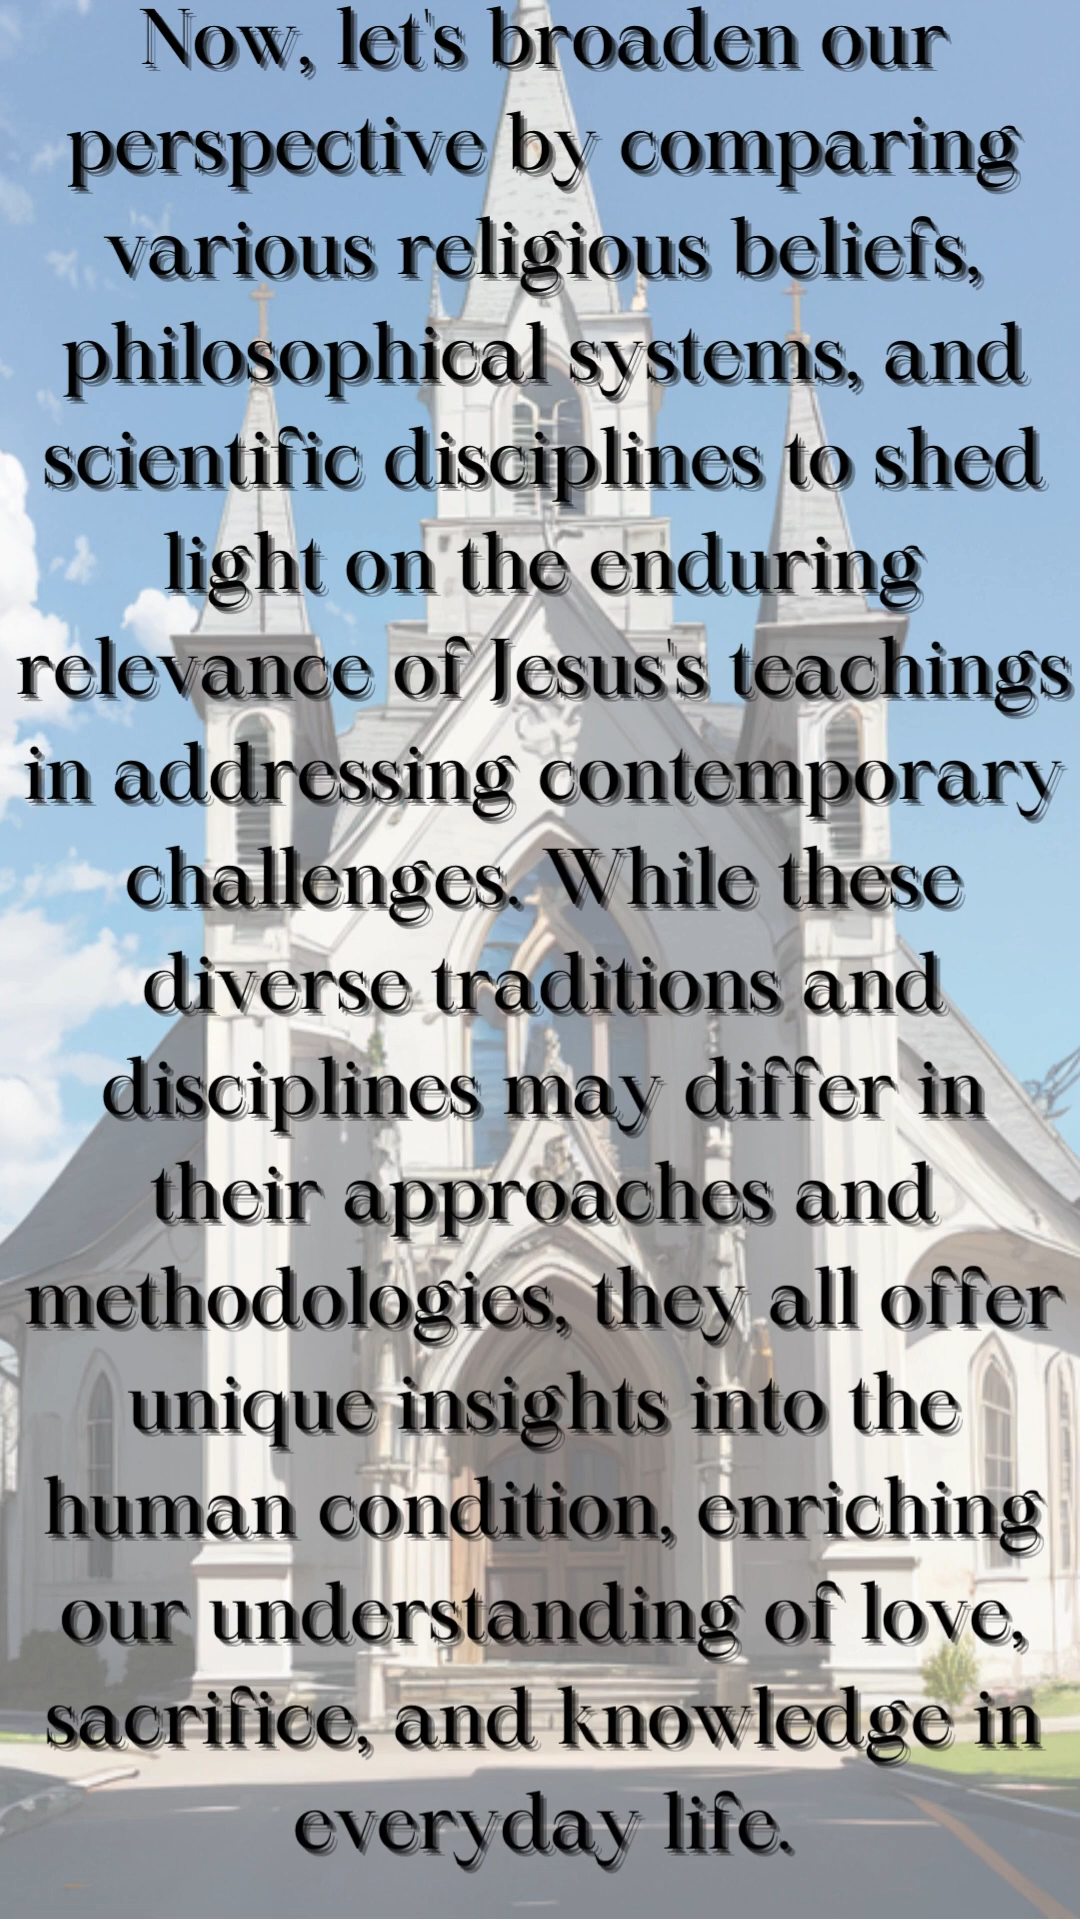 Now, let's broaden our
perspective by comparing
various religious beliefs,
philosophical systems, and
scientific disciplines to shed
light on the enduring
relevance of Jesus's teachings
in addressing contemporary
challenges. While these
diverse traditions and
disciplines may differ in
their approaches and
methodologies, they all offer
unique insights into the
human condition, enriching
our understanding of love,
sacrifice, and knowledge in
everyday life.